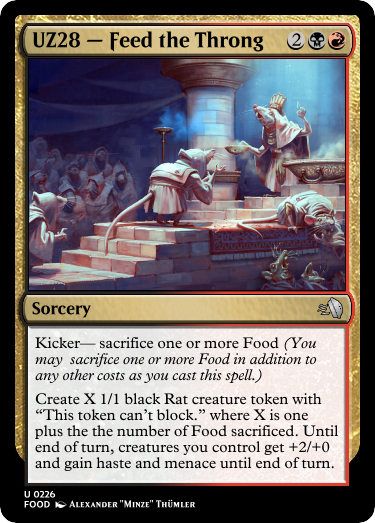 UZ28 — Feed the Throng 2
Sorcery
Kicker— sacrifice one or more Food (You
may sacrifice one or more Food in addition to
any other costs as you cast this spell.)
Create X 1/1 black Rat creature token with
“This token can’t block.” where X is one
plus the the number of Food sacrificed. Until
end of turn, creatures you control get +2/+0
and gain haste and menace until end of turn.
U 0226
FOOD Alexander "Minze" Thümler